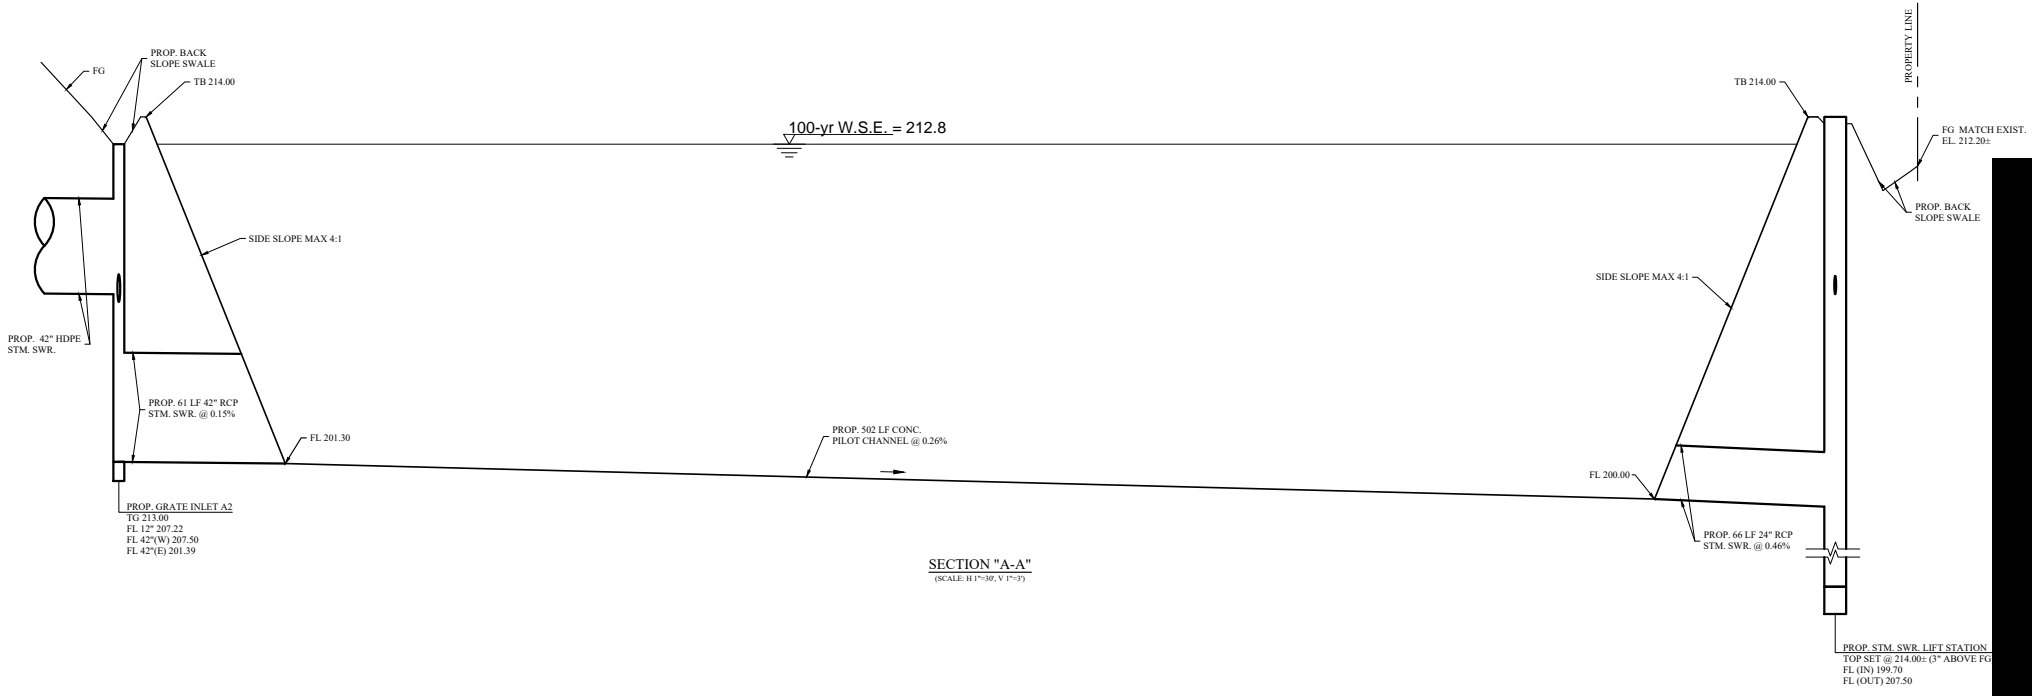 PROP. BACK
SLOPE SWALE
FG
TB 214.00
100-yr W.S.E. = 212.8
TB 214.00
PROPERTY LINE
FG MATCH EXIST.
EL. 212.20±
PROP. BACK
SLOPE SWALE
SIDE SLOPE MAX 4:1
SIDE SLOPE MAX 4:1
PROP. 42" HDPE
STM. SWR.
PROP. 61 LF 42" RCP
STM. SWR. @ 0.15%
FL 201.30
PROP. 502 LF CONC.
PILOT CHANNEL @ 0.26%
FL 200.00
PROP. GRATE INLET A2
TG 213.00
FL 12" 207.22
FL 42"(W) 207.50
FL 42"(E) 201.39
PROP. 66 LF 24" RCP
STM. SWR. @ 0.46%
SECTION "A-A"
(SCALE: H 1"=30', V 1"=3')
PROP. STM. SWR. LIFT STATION
TOP SET @ 214.00± (3" ABOVE FG
FL (IN) 199.70
FL (OUT) 207.50